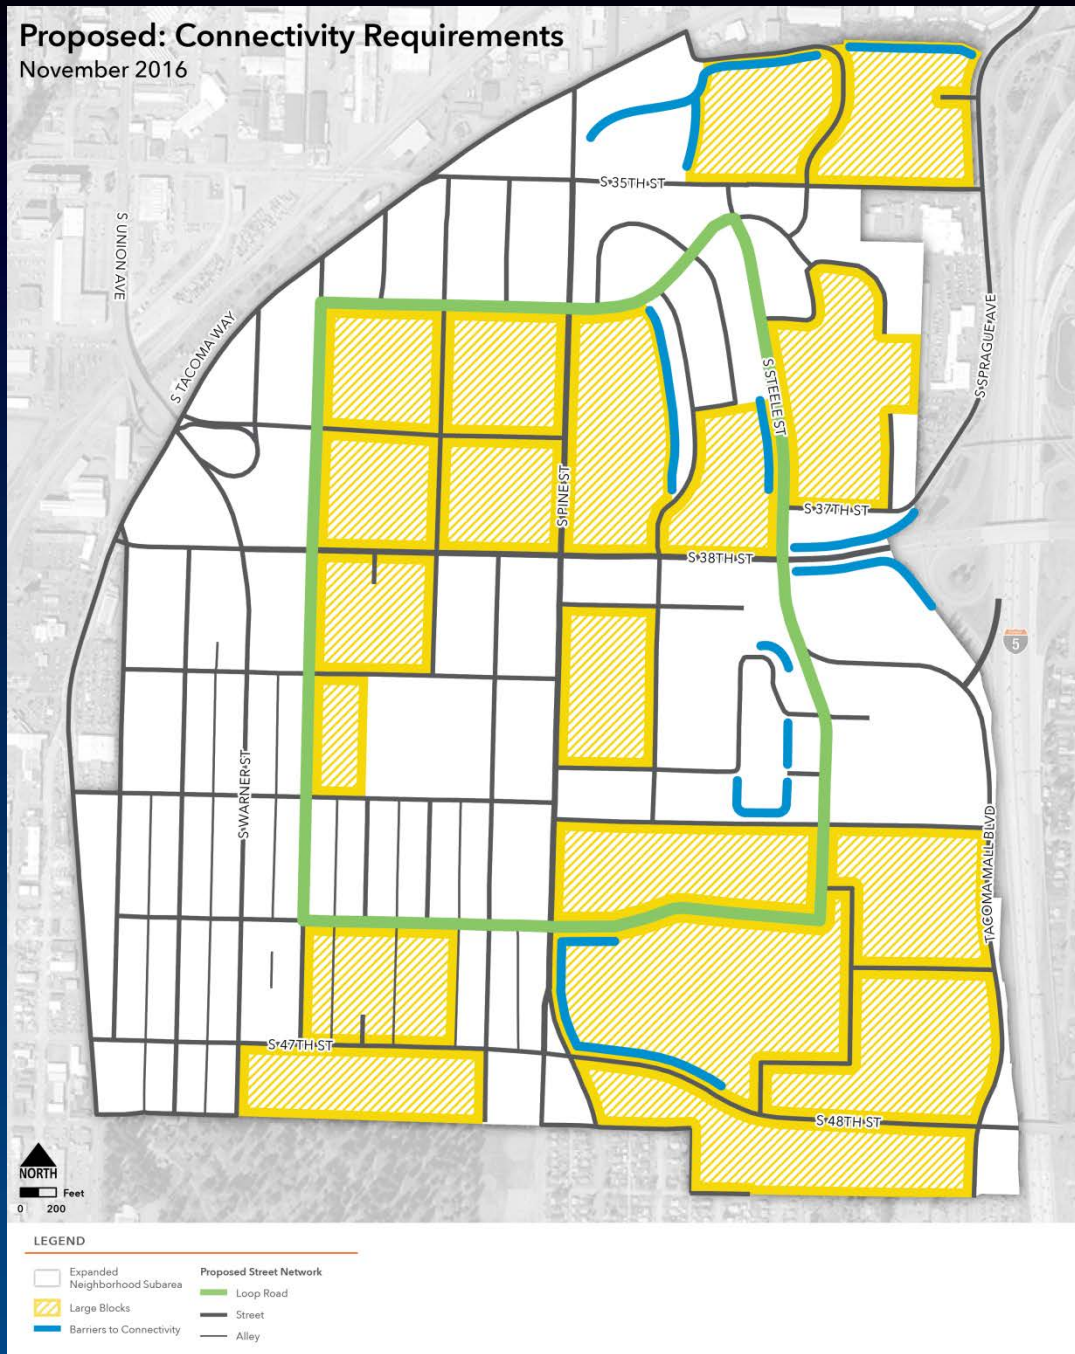 Proposed: Connectivity Requirements
November 2016
S 35TH ST
S UNION AVE
S TACOMA WAY
S SPRAGUE AVE
S STEELE ST
S PINE ST
S 37TH ST
S 38TH ST
5
S WARNER ST
TACOMA MALL BLVD
S 47TH ST
S 48TH ST
NORTH
Feet
0 200
LEGEND
Expanded
Neighborhood Subarea
Large Blocks
Barriers to Connectivity
Proposed Street Network
Loop Road
Street
Alley